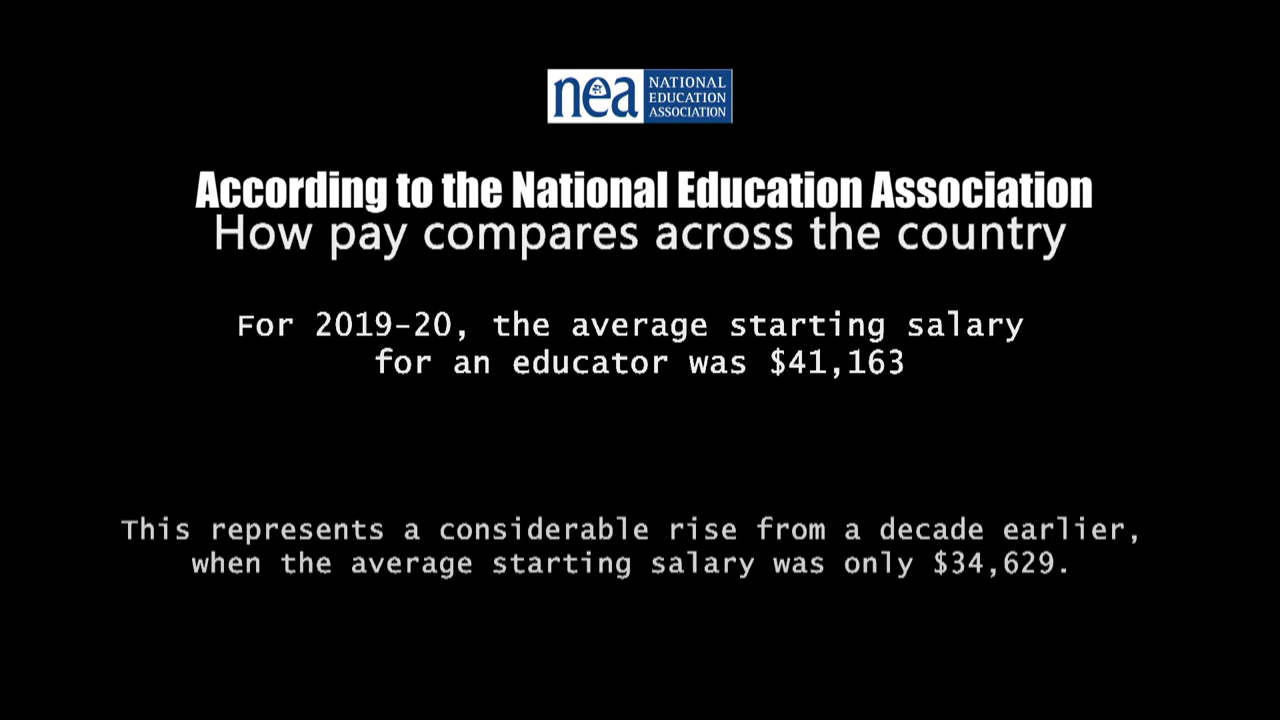 nea NATIONAL
EDUCATION
ASSOCIATION
According to the National Education Association
How pay compares across the country
For 2019-20, the average starting salary
for an educator was $41,163
This represents a considerable rise from a decade earlier,
when the average starting salary was only $34,629.